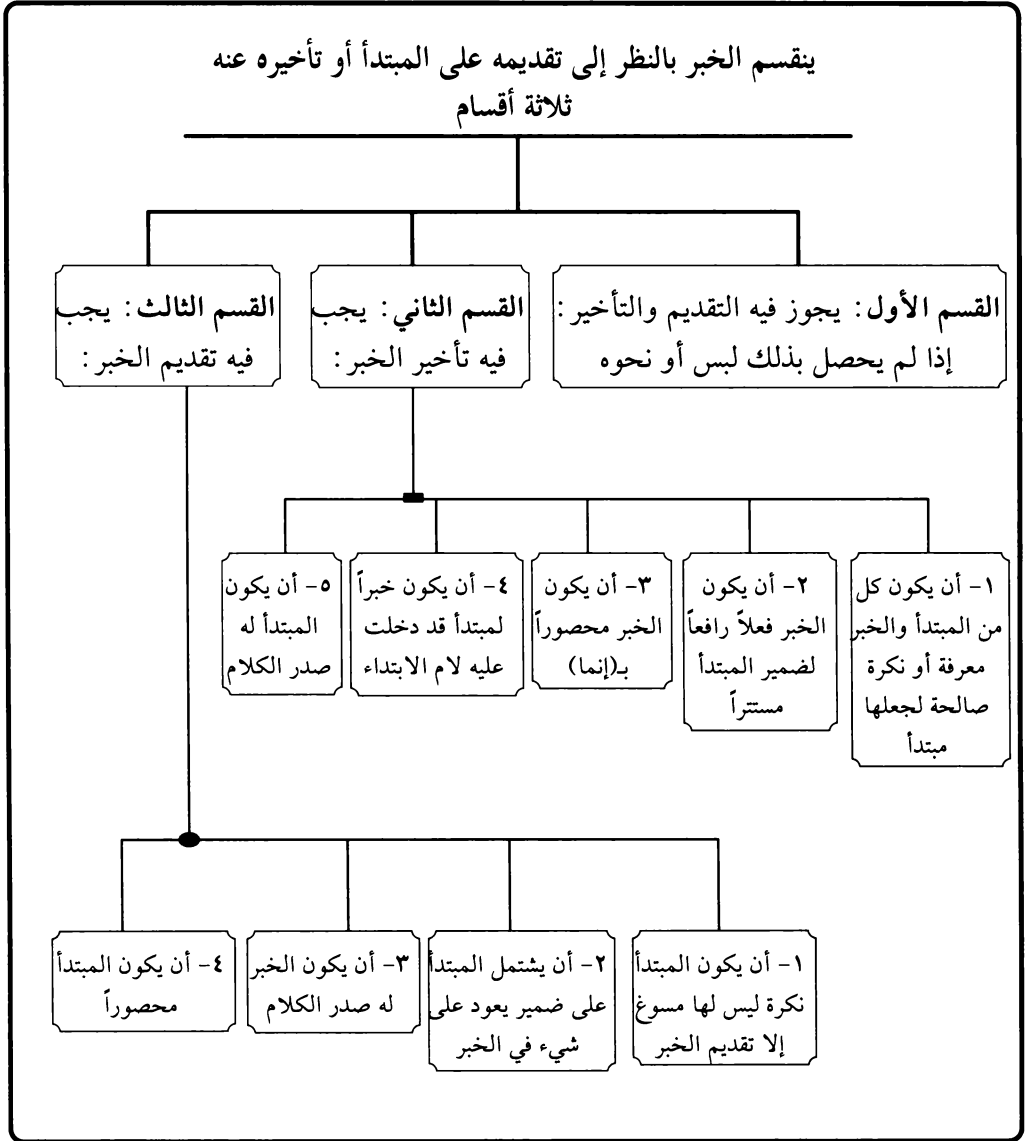 ينقسم الخبر بالنظر إلى تقديمه على المبتدأ أو تأخيره عنه
ثلاثة أقسام
القسم الأول: يجوز فيه التقديم والتأخير:
إذا لم يحصل بذلك لبس أو نحوه
القسم الثاني: يجب
فيه تأخير الخبر:
القسم الثالث: يجب
فيه تقديم الخبر:
١- أن يكون كل
من المبتدأ والخبر
معرفة أو نكرة
صالحة لجعلها
مبتدأ
٢- أن يكون
الخبر فعلاً رافعاً
لضمير المبتدأ
مستتراً
٣- أن يكون
الخبر محصوراً
بـ(إنما)
٤- أن يكون خبراً
لمبتدأ قد دخلت
عليه لام الابتداء
٥- أن يكون
المبتدأ له
صدر الكلام
١- أن يكون المبتدأ
نكرة ليس لها مسوغ
إلا تقديم الخبر
٢- أن يشتمل المبتدأ
على ضمير يعود على
شيء في الخبر
٣- أن يكون الخبر
له صدر الكلام
٤- أن يكون المبتدأ
محصوراً